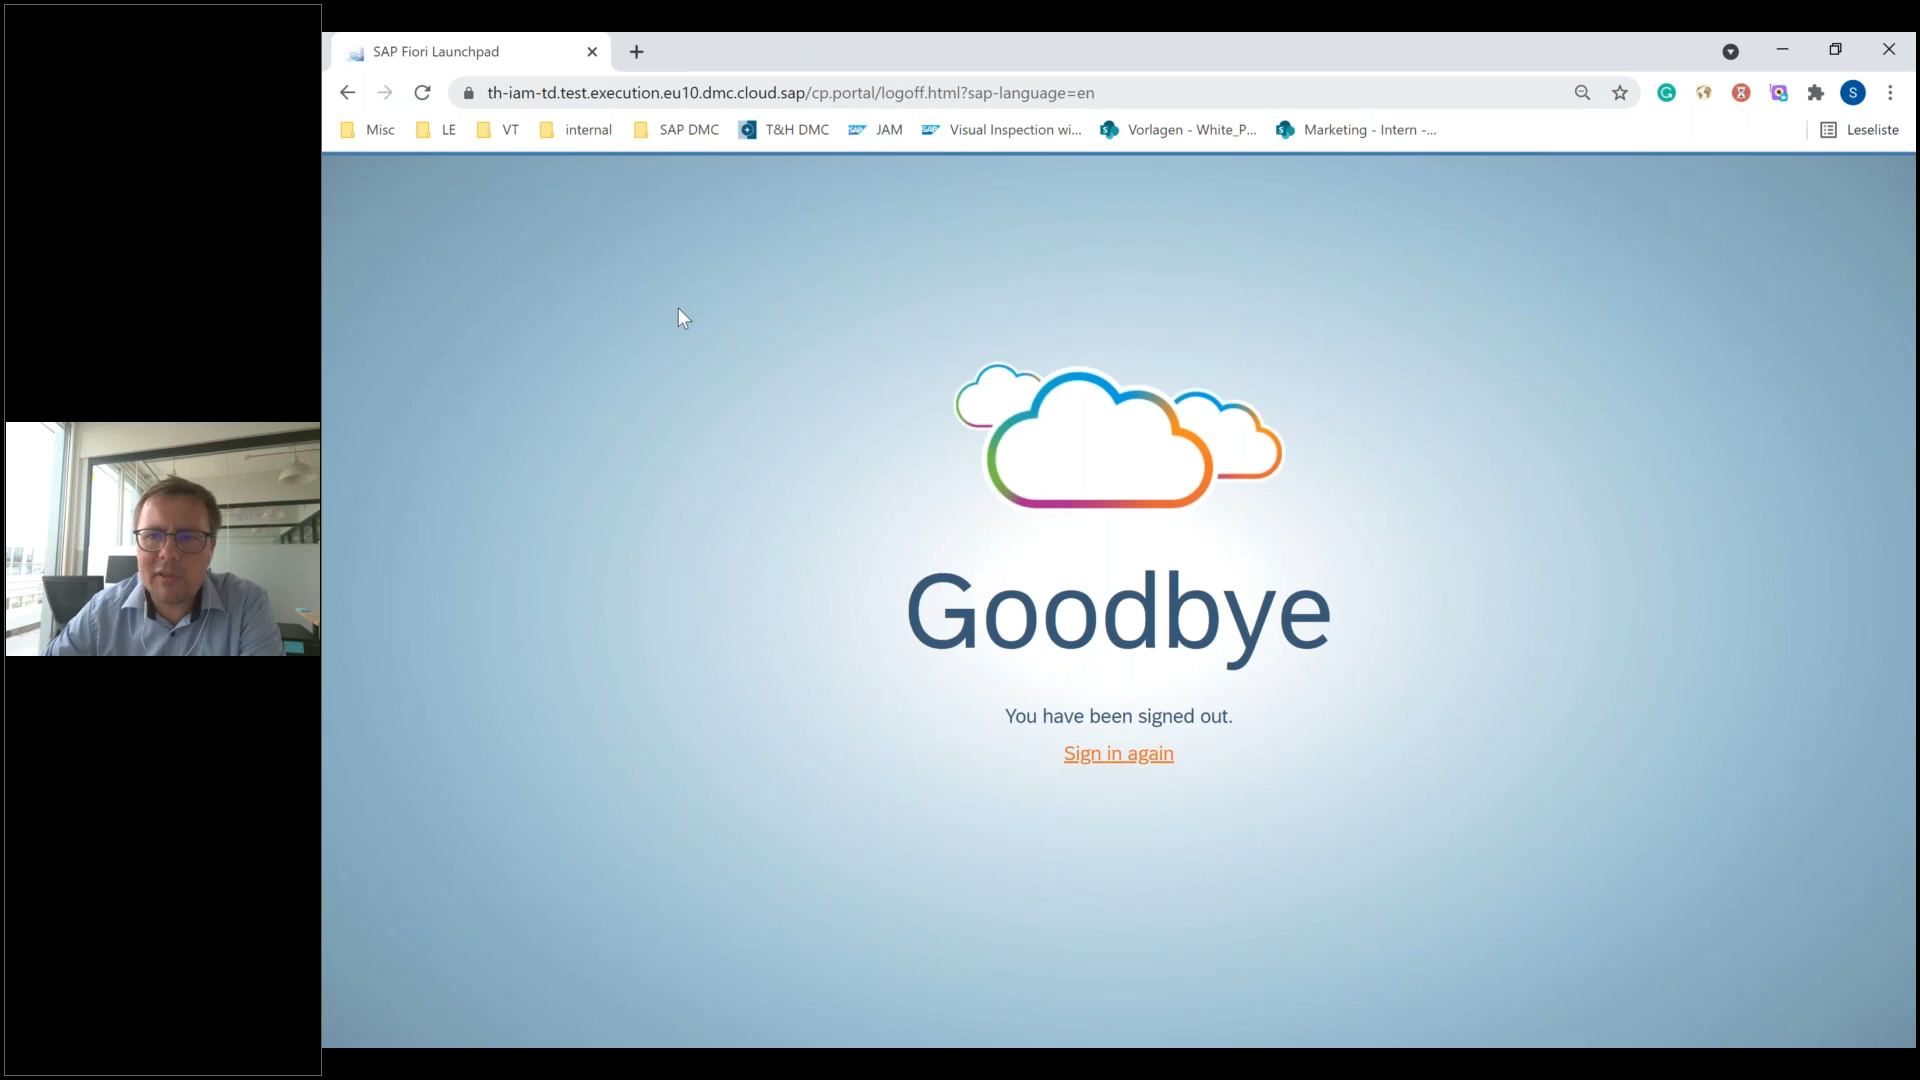 SAP Fiori Launchpad
th-iam-td.test.execution.eu10.dmc.cloud.sap/cp.portal/logoff.html?sap-language=en
S
Misc LE VT internal SAP DMC T&H DMC SAP JAM SAP Visual Inspection wi... Vorlagen - White_P... Marketing - Intern -... Leseliste
Goodbye
You have been signed out.
Sign in again